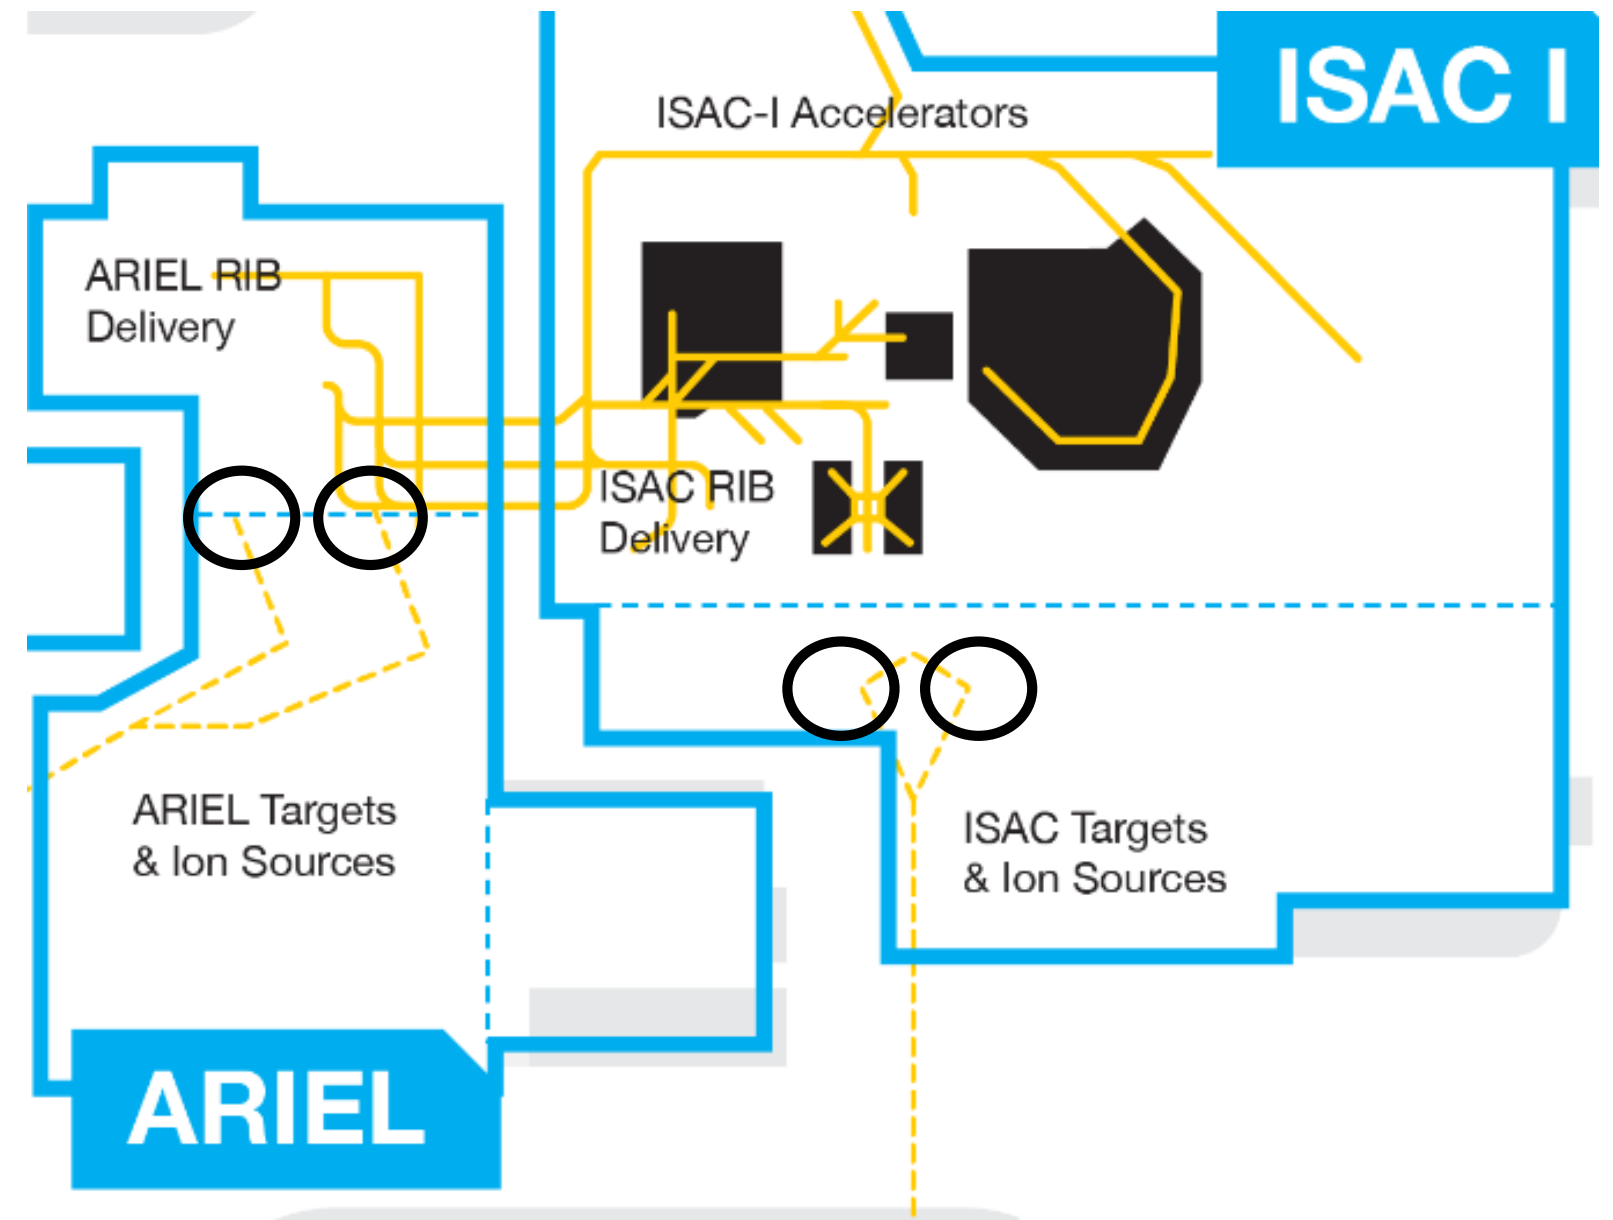 ISAC I
ISAC-I Accelerators
ARIEL RIB
Delivery
ISAC RIB
Delivery
ARIEL Targets
& Ion Sources
ISAC Targets
& Ion Sources
ARIEL